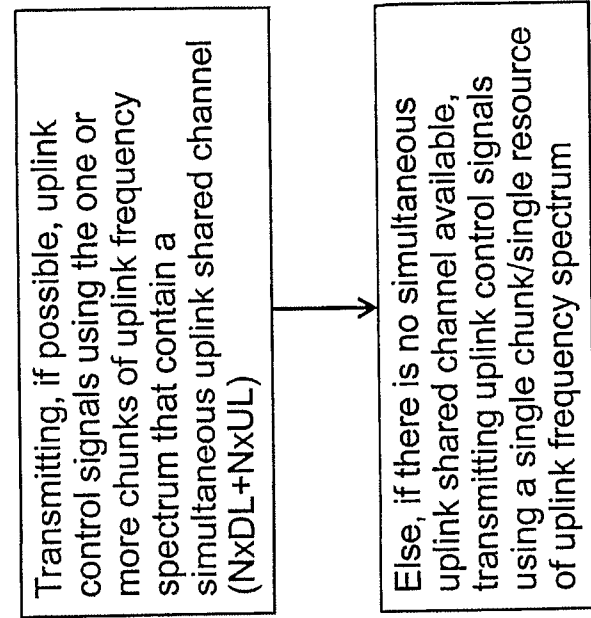 Transmitting, if possible, uplink
control signals using the one or
more chunks of uplink frequency
spectrum that contain a
simultaneous uplink shared channel
(NxDL+NxUL)
Else, if there is no simultaneous
uplink shared channel available,
transmitting uplink control signals
using a single chunk/single resource
of uplink frequency spectrum